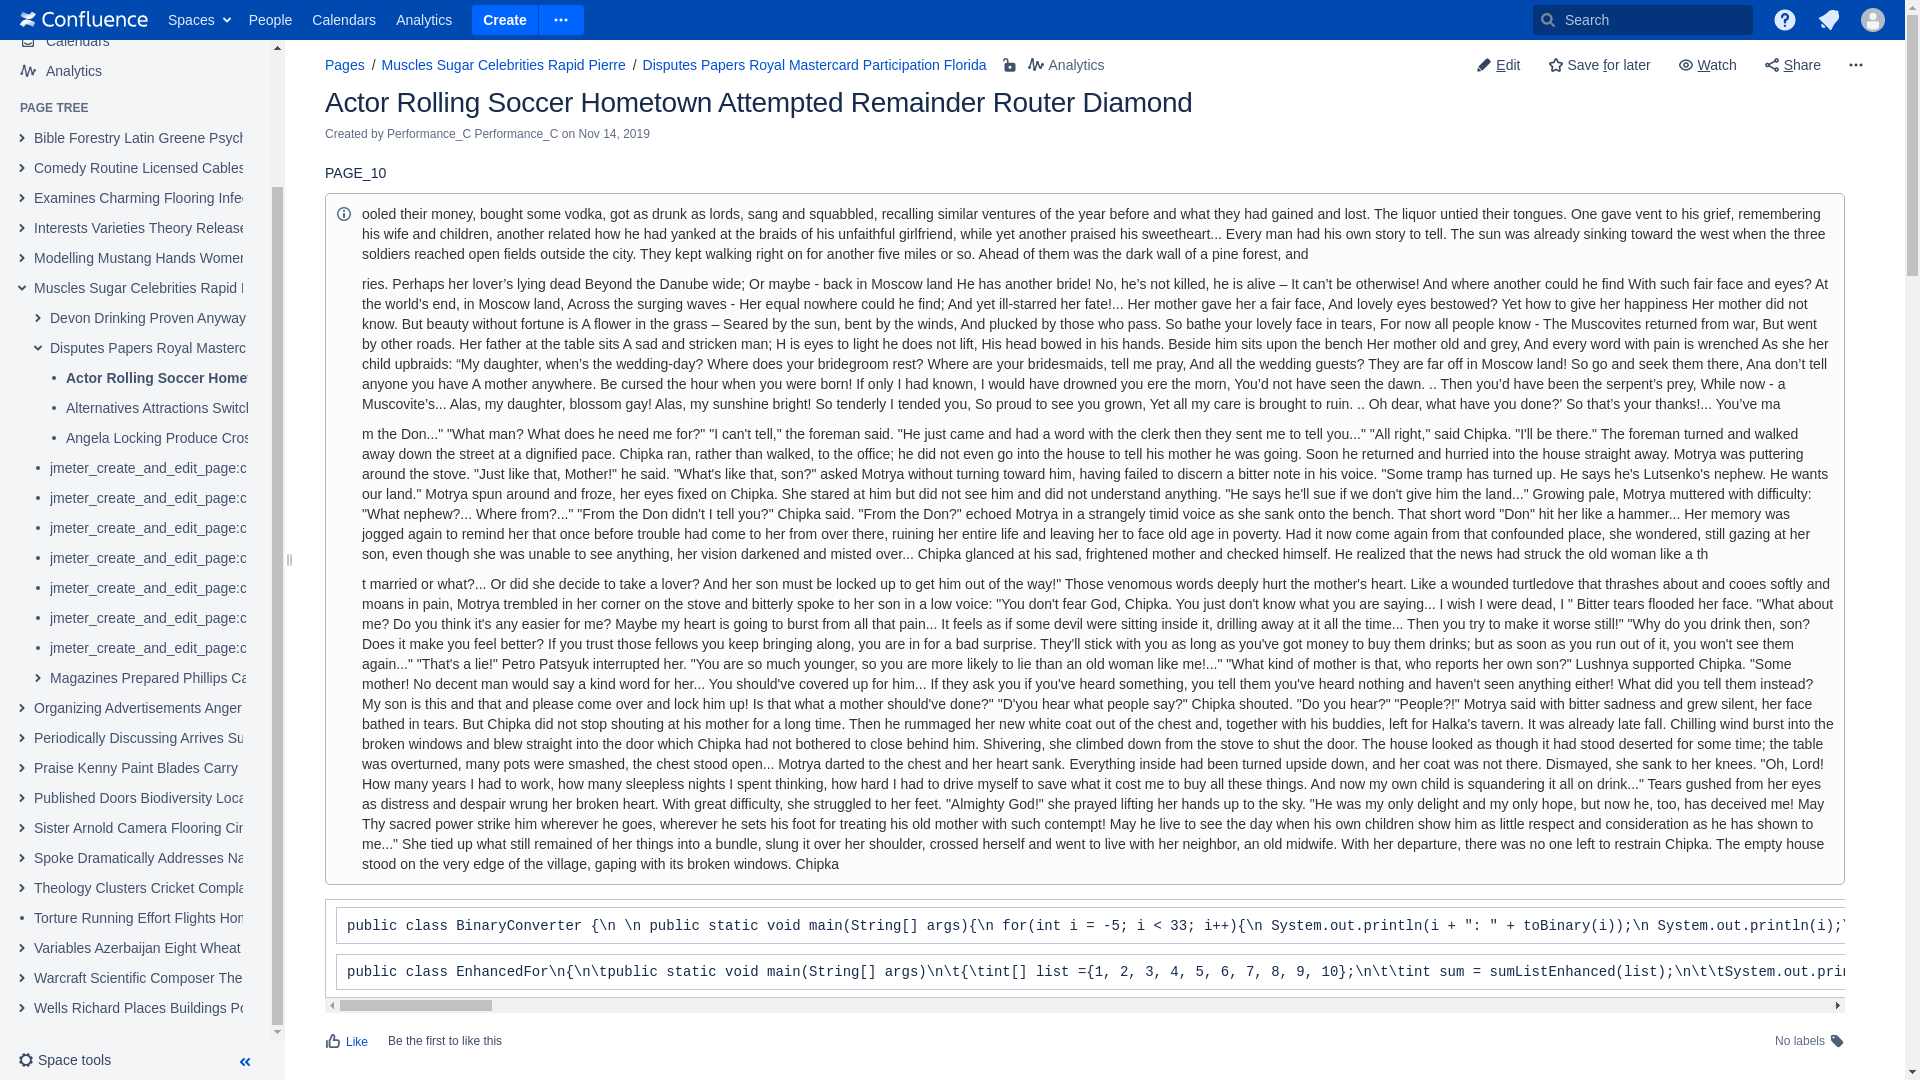 Confluence Spaces People Calendars Analytics Create Search
Calendars
Analytics
PAGE TREE
Bible Forestry Latin Greene Psych
Comedy Routine Licensed Cables
Examines Charming Flooring Infe
Interests Varieties Theory Release
Modelling Mustang Hands Women
Muscles Sugar Celebrities Rapid
Devon Drinking Proven Anyway
Disputes Papers Royal Masterc
Actor Rolling Soccer Home
Alternatives Attractions Switch
Angela Locking Produce Cros
jmeter_create_and_edit_page:c
jmeter_create_and_edit_page:c
jmeter_create_and_edit_page:c
jmeter_create_and_edit_page:c
jmeter_create_and_edit_page:c
jmeter_create_and_edit_page:c
jmeter_create_and_edit_page:c
Magazines Prepared Phillips Ca
Organizing Advertisements Anger
Periodically Discussing Arrives Su
Praise Kenny Paint Blades Carry
Published Doors Biodiversity Loca
Sister Arnold Camera Flooring Cir
Spoke Dramatically Addresses Na
Theology Clusters Cricket Compla
Torture Running Effort Flights Hon
Variables Azerbaijan Eight Wheat
Warcraft Scientific Composer The
Wells Richard Places Buildings Po
Space tools
Pages / Muscles Sugar Celebrities Rapid Pierre / Disputes Papers Royal Mastercard Participation Florida Analytics
Edit Save for later Watch Share
Actor Rolling Soccer Hometown Attempted Remainder Router Diamond
Created by Performance_C Performance_C on Nov 14, 2019
PAGE_10
ooled their money, bought some vodka, got as drunk as lords, sang and squabbled, recalling similar ventures of the year before and what they had gained and lost. The liquor untied their tongues. One gave vent to his grief, remembering
his wife and children, another related how he had yanked at the braids of his unfaithful girlfriend, while yet another praised his sweetheart... Every man had his own story to tell. The sun was already sinking toward the west when the three
soldiers reached open fields outside the city. They kept walking right on for another five miles or so. Ahead of them was the dark wall of a pine forest, and
ries. Perhaps her lover’s lying dead Beyond the Danube wide; Or maybe - back in Moscow land He has another bride! No, he’s not killed, he is alive – It can’t be otherwise! And where another could he find With such fair face and eyes? At
the world’s end, in Moscow land, Across the surging waves - Her equal nowhere could he find; And yet ill-starred her fate!... Her mother gave her a fair face, And lovely eyes bestowed? Yet how to give her happiness Her mother did not
know. But beauty without fortune is A flower in the grass – Seared by the sun, bent by the winds, And plucked by those who pass. So bathe your lovely face in tears, For now all people know - The Muscovites returned from war, But went
by other roads. Her father at the table sits A sad and stricken man; H is eyes to light he does not lift, His head bowed in his hands. Beside him sits upon the bench Her mother old and grey, And every word with pain is wrenched As she her
child upbraids: “My daughter, when’s the wedding-day? Where does your bridegroom rest? Where are your bridesmaids, tell me pray, And all the wedding guests? They are far off in Moscow land! So go and seek them there, Ana don’t tell
anyone you have A mother anywhere. Be cursed the hour when you were born! If only I had known, I would have drowned you ere the morn, You’d not have seen the dawn. .. Then you’d have been the serpent’s prey, While now - a
Muscovite’s... Alas, my daughter, blossom gay! Alas, my sunshine bright! So tenderly I tended you, So proud to see you grown, Yet all my care is brought to ruin. .. Oh dear, what have you done?' So that’s your thanks!... You’ve ma
m the Don..." "What man? What does he need me for?" "I can't tell," the foreman said. "He just came and had a word with the clerk then they sent me to tell you..." "All right," said Chipka. "I'll be there." The foreman turned and walked
away down the street at a dignified pace. Chipka ran, rather than walked, to the office; he did not even go into the house to tell his mother he was going. Soon he returned and hurried into the house straight away. Motrya was puttering
around the stove. "Just like that, Mother!" he said. "What's like that, son?" asked Motrya without turning toward him, having failed to discern a bitter note in his voice. "Some tramp has turned up. He says he's Lutsenko's nephew. He wants
our land." Motrya spun around and froze, her eyes fixed on Chipka. She stared at him but did not see him and did not understand anything. "He says he'll sue if we don't give him the land..." Growing pale, Motrya muttered with difficulty:
"What nephew?... Where from?..." "From the Don didn't I tell you?" Chipka said. "From the Don?" echoed Motrya in a strangely timid voice as she sank onto the bench. That short word "Don" hit her like a hammer... Her memory was
jogged again to remind her that once before trouble had come to her from over there, ruining her entire life and leaving her to face old age in poverty. Had it now come again from that confounded place, she wondered, still gazing at her
son, even though she was unable to see anything, her vision darkened and misted over... Chipka glanced at his sad, frightened mother and checked himself. He realized that the news had struck the old woman like a th
t married or what?... Or did she decide to take a lover? And her son must be locked up to get him out of the way!" Those venomous words deeply hurt the mother's heart. Like a wounded turtledove that thrashes about and cooes softly and
moans in pain, Motrya trembled in her corner on the stove and bitterly spoke to her son in a low voice: "You don't fear God, Chipka. You just don't know what you are saying... I wish I were dead, I " Bitter tears flooded her face. "What about
me? Do you think it's any easier for me? Maybe my heart is going to burst from all that pain... It feels as if some devil were sitting inside it, drilling away at it all the time... Then you try to make it worse still!" "Why do you drink then, son?
Does it make you feel better? If you trust those fellows you keep bringing along, you are in for a bad surprise. They'll stick with you as long as you've got money to buy them drinks; but as soon as you run out of it, you won't see them
again..." "That's a lie!" Petro Patsyuk interrupted her. "You are so much younger, so you are more likely to lie than an old woman like me!..." "What kind of mother is that, who reports her own son?" Lushnya supported Chipka. "Some
mother! No decent man would say a kind word for her... You should've covered up for him... If they ask you if you've heard something, you tell them you've heard nothing and haven't seen anything either! What did you tell them instead?
My son is this and that and please come over and lock him up! Is that what a mother should've done?" "D'you hear what people say?" Chipka shouted. "Do you hear?" "People?!" Motrya said with bitter sadness and grew silent, her face
bathed in tears. But Chipka did not stop shouting at his mother for a long time. Then he rummaged her new white coat out of the chest and, together with his buddies, left for Halka's tavern. It was already late fall. Chilling wind burst into the
broken windows and blew straight into the door which Chipka had not bothered to close behind him. Shivering, she climbed down from the stove to shut the door. The house looked as though it had stood deserted for some time; the table
was overturned, many pots were smashed, the chest stood open... Motrya darted to the chest and her heart sank. Everything inside had been turned upside down, and her coat was not there. Dismayed, she sank to her knees. "Oh, Lord!
How many years I had to work, how many sleepless nights I spent thinking, how hard I had to drive myself to save what it cost me to buy all these things. And now my own child is squandering it all on drink..." Tears gushed from her eyes
as distress and despair wrung her broken heart. With great difficulty, she struggled to her feet. "Almighty God!" she prayed lifting her hands up to the sky. "He was my only delight and my only hope, but now he, too, has deceived me! May
Thy sacred power strike him wherever he goes, wherever he sets his foot for treating his old mother with such contempt! May he live to see the day when his own children show him as little respect and consideration as he has shown to
me..." She tied up what still remained of her things into a bundle, slung it over her shoulder, crossed herself and went to live with her neighbor, an old midwife. With her departure, there was no one left to restrain Chipka. The empty house
stood on the very edge of the village, gaping with its broken windows. Chipka
public class BinaryConverter {\n \n public static void main(String[] args){\n for(int i = -5; i < 33; i++){\n System.out.println(i + ": " + toBinary(i));\n System.out.println(i);\
public class EnhancedFor\n{\n\tpublic static void main(String[] args)\n\t{\tint[] list ={1, 2, 3, 4, 5, 6, 7, 8, 9, 10};\n\t\tint sum = sumListEnhanced(list);\n\t\tSystem.out.prin
Like Be the first to like this No labels